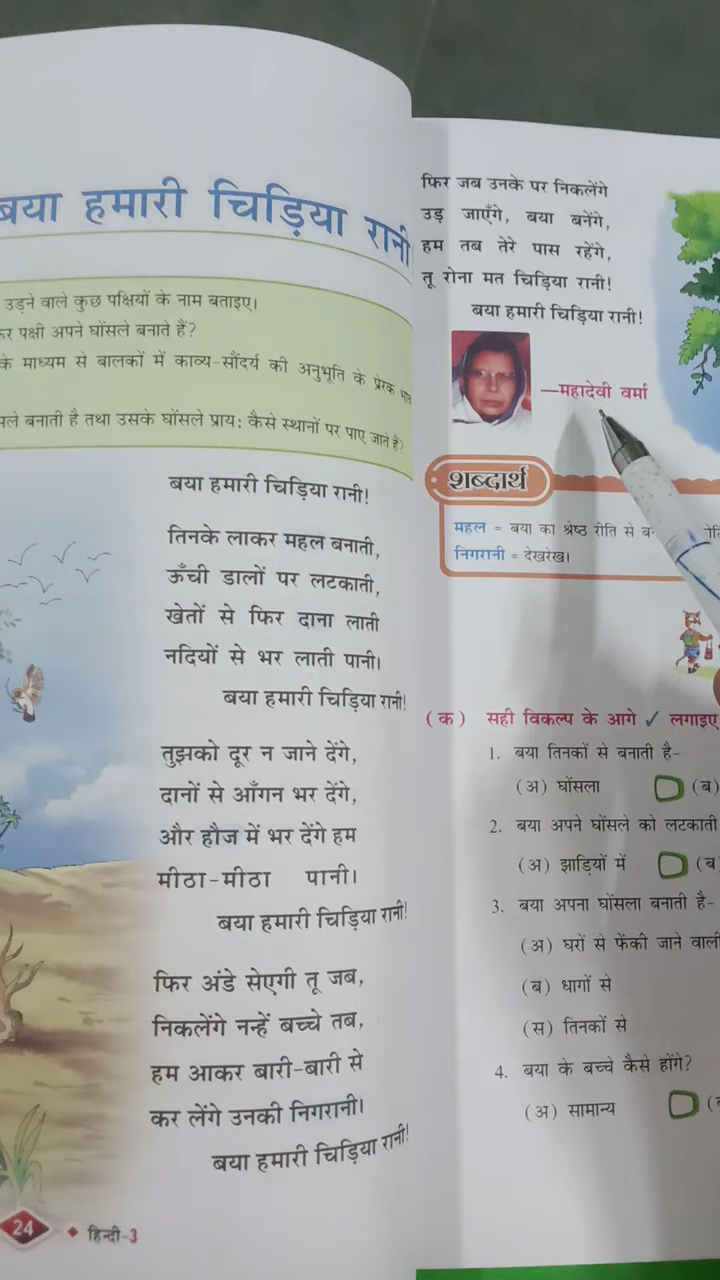 बया हमारी चिड़िया रानी
उड़ने वाले कुछ पक्षियों के नाम बताइए।
पक्षी अपने घोंसले बनाते हैं?
के माध्यम से बालकों में काव्य-सौंदर्य की अनुभूति के प्रेरक
बनाती है तथा उसके घोंसले प्राय: कैसे स्थानों पर पाए जाते हैं?
बया हमारी चिड़िया रानी!
तिनके लाकर महल बनाती,
ऊँची डालों पर लटकाती,
खेतों से फिर दाना लाती
नदियों से भर लाती पानी।
बया हमारी चिड़िया रानी!
तुझको दूर न जाने देंगे,
दानों से आँगन भर देंगे,
और हौज में भर देंगे हम
मीठा-मीठा पानी।
बया हमारी चिड़िया रानी!
फिर अंडे सेएगी तू जब,
निकलेंगे नन्हें बच्चे तब,
हम आकर बारी-बारी से
कर लेंगे उनकी निगरानी।
बया हमारी चिड़िया रानी!
24
हिन्दी-3
फिर जब उनके पर निकलेंगे
उड़ जाएँगे, बया बनेंगे,
हम तब तेरे पास रहेंगे,
तू रोना मत चिड़िया रानी!
बया हमारी चिड़िया रानी!
—महादेवी वर्मा
शब्दार्थ
महल = बया का श्रेष्ठ रीति से
निगरानी = देखरेख।
(क) सही विकल्प के आगे ✓ लगाइए
1. बया तिनकों से बनाती है-
(अ) घोंसला (ब)
2. बया अपने घोंसले को लटकाती
(अ) झाड़ियों में (ब
3. बया अपना घोंसला बनाती है-
(अ) घरों से फेंकी जाने वाली
(ब) धागों से
(स) तिनकों से
4. बया के बच्चे कैसे होंगे?
(अ) सामान्य